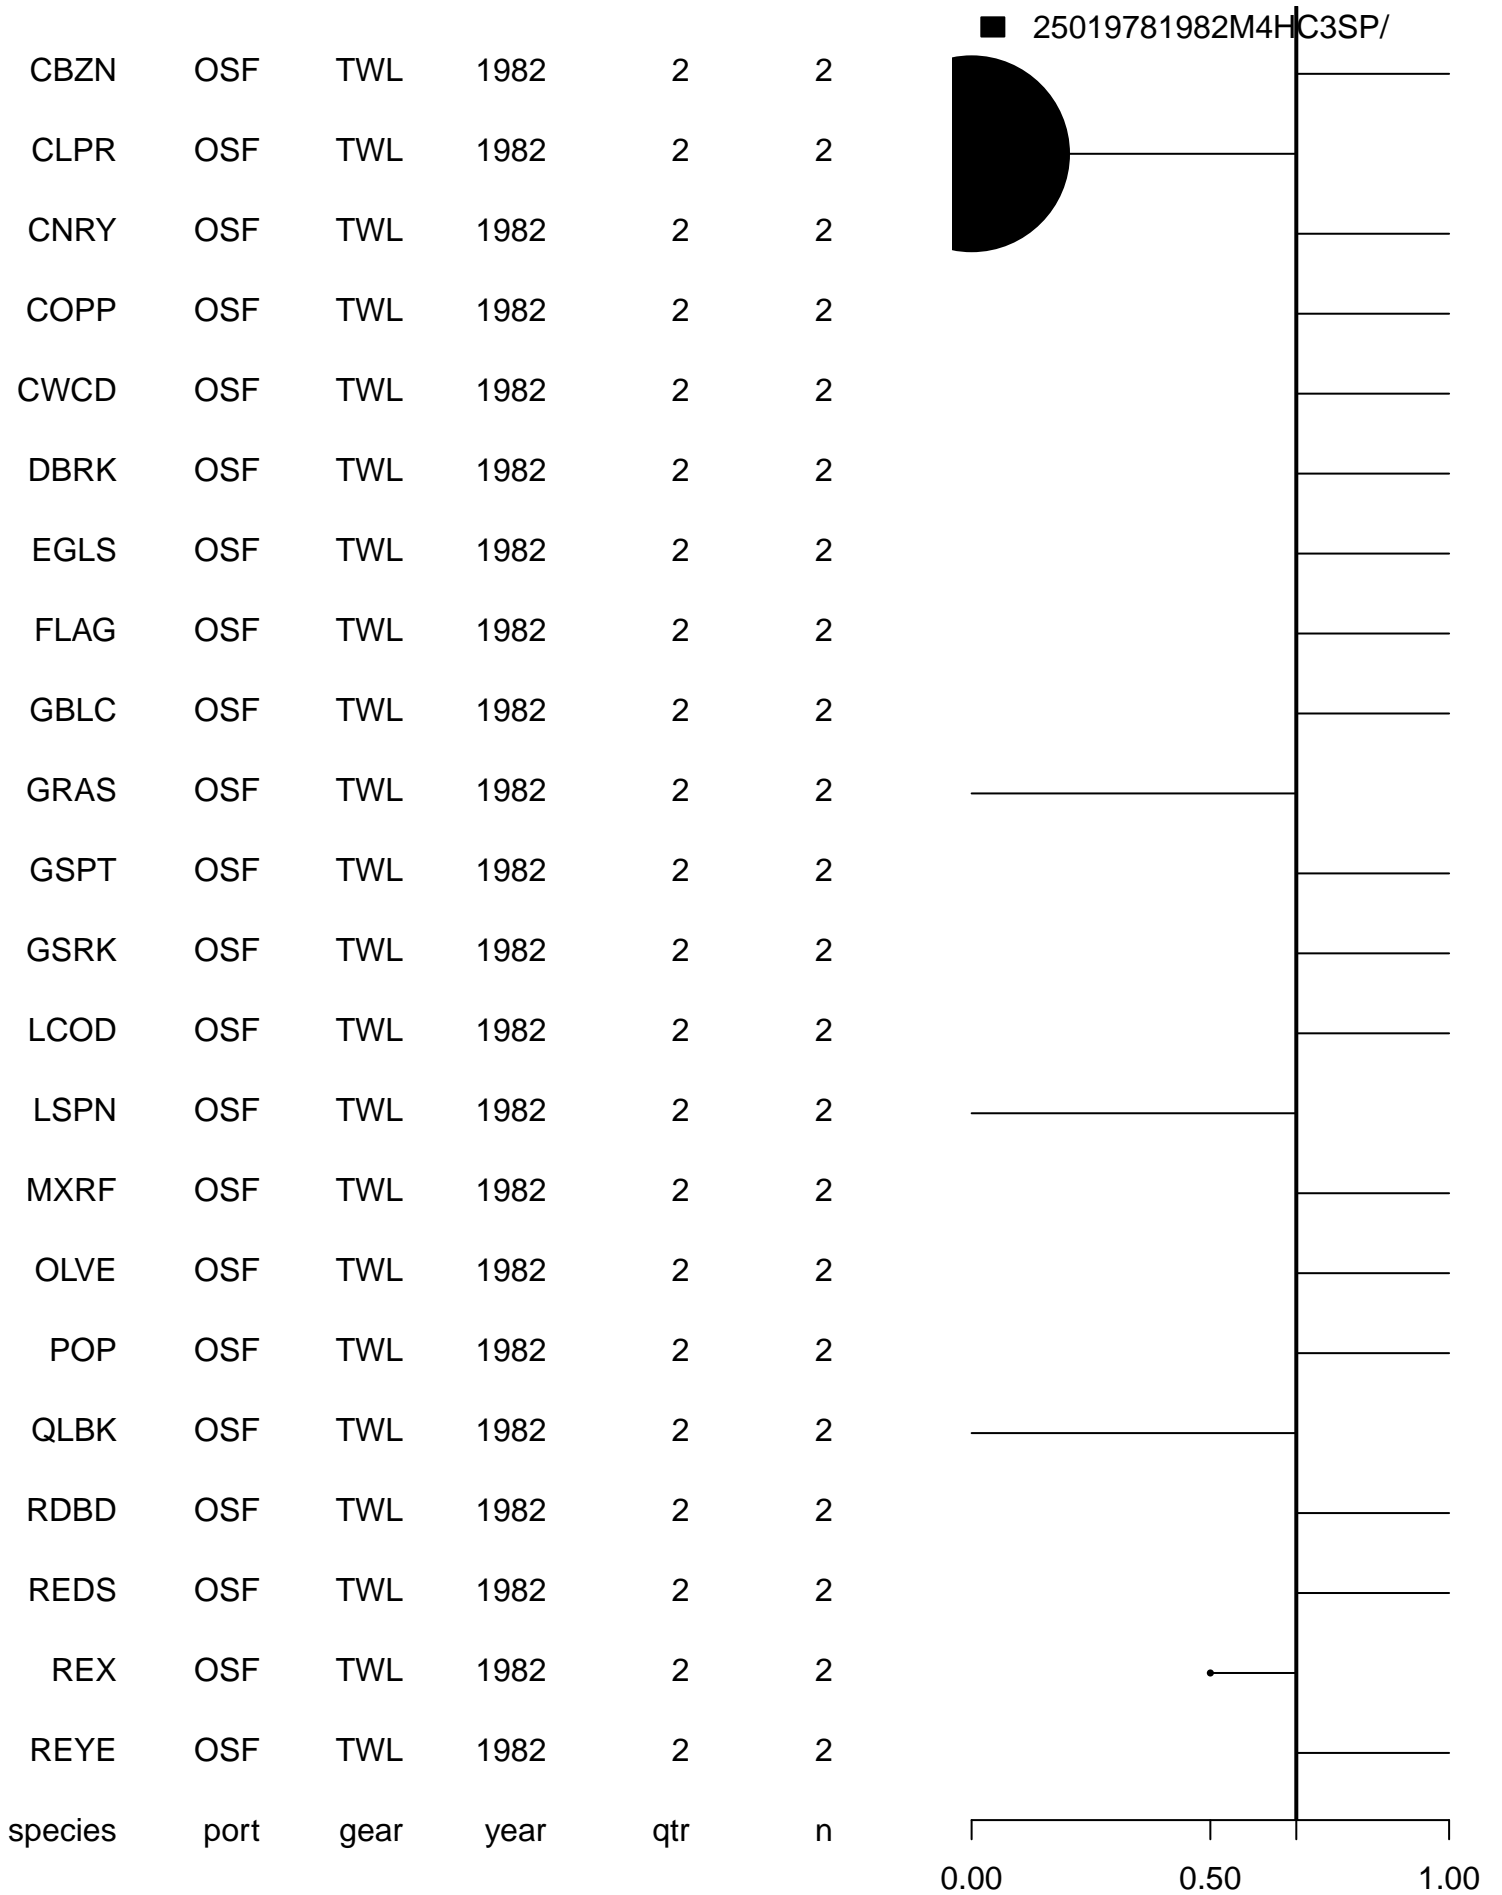 25019781982M4HC3SP/
CBZN OSF TWL 1982 2 2
CLPR OSF TWL 1982 2 2
CNRY OSF TWL 1982 2 2
COPP OSF TWL 1982 2 2
CWCD OSF TWL 1982 2 2
DBRK OSF TWL 1982 2 2
EGLS OSF TWL 1982 2 2
FLAG OSF TWL 1982 2 2
GBLC OSF TWL 1982 2 2
GRAS OSF TWL 1982 2 2
GSPT OSF TWL 1982 2 2
GSRK OSF TWL 1982 2 2
LCOD OSF TWL 1982 2 2
LSPN OSF TWL 1982 2 2
MXRF OSF TWL 1982 2 2
OLVE OSF TWL 1982 2 2
POP OSF TWL 1982 2 2
QLBK OSF TWL 1982 2 2
RDBD OSF TWL 1982 2 2
REDS OSF TWL 1982 2 2
REX OSF TWL 1982 2 2
REYE OSF TWL 1982 2 2
species port gear year qtr n
0.00 0.50 1.00